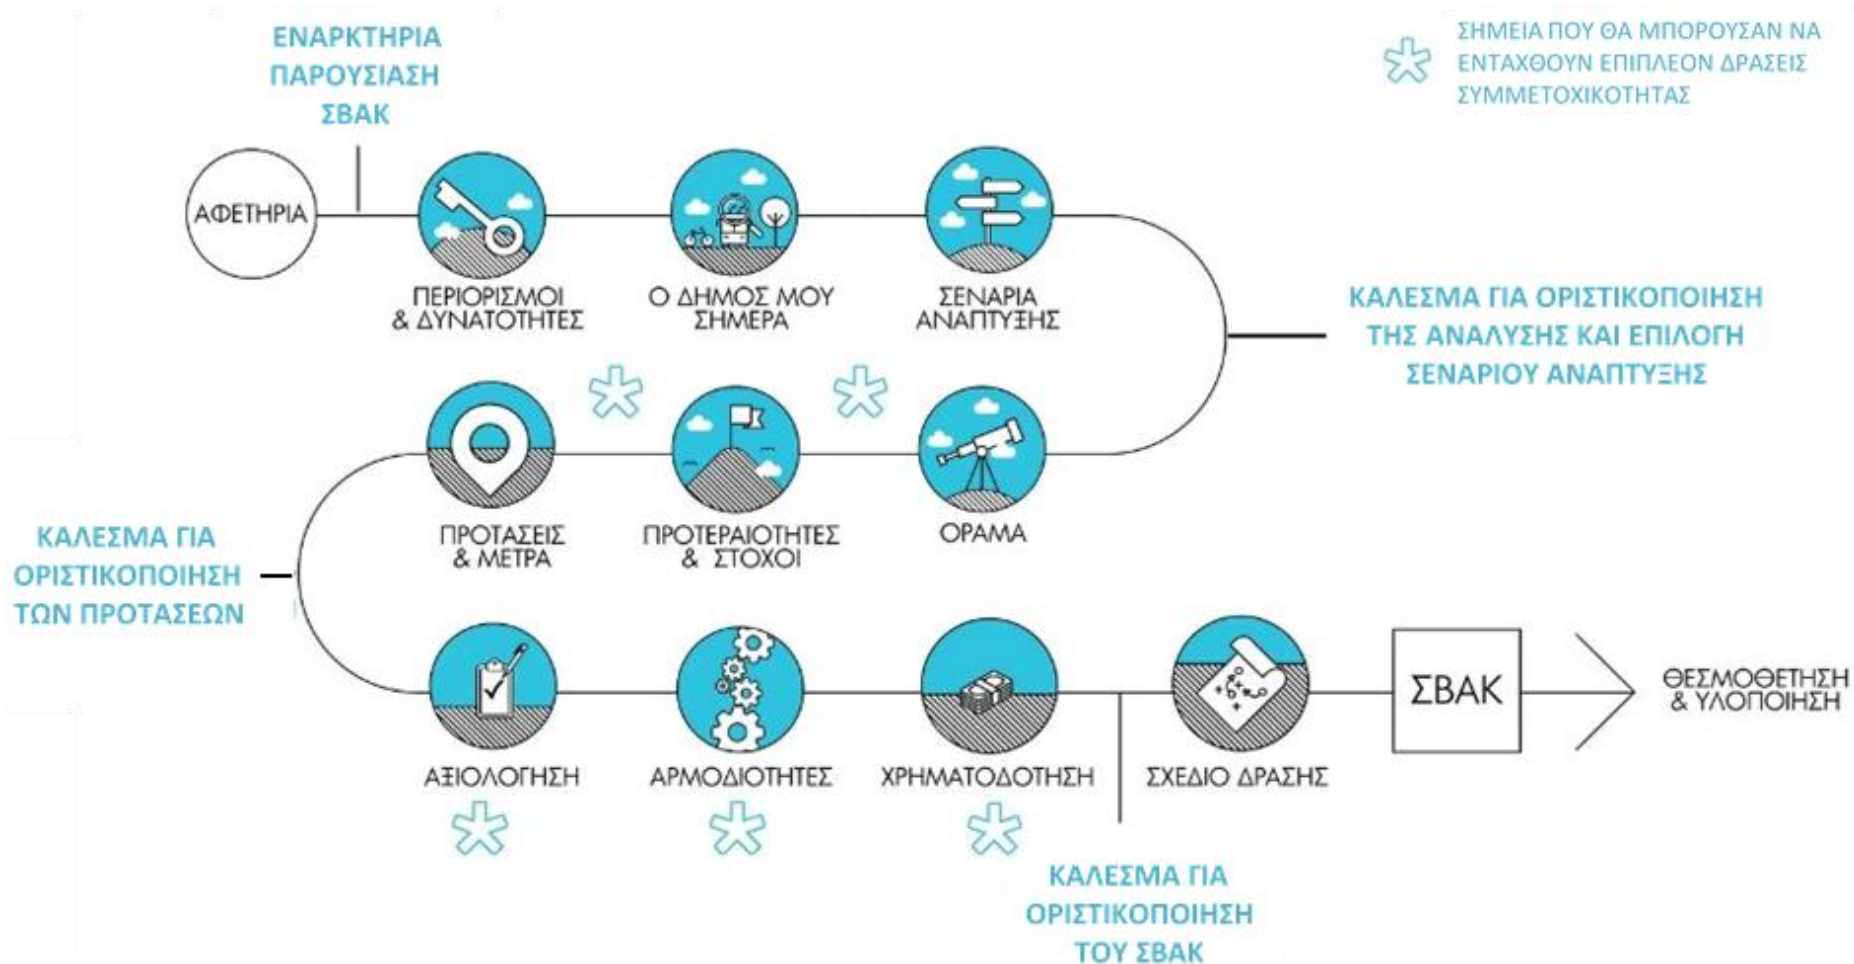 ΕΝΑΡΚΤΗΡΙΑ
ΠΑΡΟΥΣΙΑΣΗ
ΣΒΑΚ
ΣΗΜΕΙΑ ΠΟΥ ΘΑ ΜΠΟΡΟΥΣΑΝ ΝΑ
ΕΝΤΑΧΘΟΥΝ ΕΠΙΠΛΕΟΝ ΔΡΑΣΕΙΣ
ΣΥΜΜΕΤΟΧΙΚΟΤΗΤΑΣ
ΑΦΕΤΗΡΙΑ
ΠΕΡΙΟΡΙΣΜΟΙ
& ΔΥΝΑΤΟΤΗΤΕΣ
Ο ΔΗΜΟΣ ΜΟΥ
ΣΗΜΕΡΑ
ΣΕΝΑΡΙΑ
ΑΝΑΠΤΥΞΗΣ
ΚΑΛΕΣΜΑ ΓΙΑ ΟΡΙΣΤΙΚΟΠΟΙΗΣΗ
ΤΗΣ ΑΝΑΛΥΣΗΣ ΚΑΙ ΕΠΙΛΟΓΗ
ΣΕΝΑΡΙΟΥ ΑΝΑΠΤΥΞΗΣ
ΠΡΟΤΑΣΕΙΣ
& ΜΕΤΡΑ
ΠΡΟΤΕΡΑΙΟΤΗΤΕΣ
& ΣΤΟΧΟΙ
ΟΡΑΜΑ
ΚΑΛΕΣΜΑ ΓΙΑ
ΟΡΙΣΤΙΚΟΠΟΙΗΣΗ
ΤΩΝ ΠΡΟΤΑΣΕΩΝ
ΑΞΙΟΛΟΓΗΣΗ
ΑΡΜΟΔΙΟΤΗΤΕΣ
ΧΡΗΜΑΤΟΔΟΤΗΣΗ
ΣΧΕΔΙΟ ΔΡΑΣΗΣ
ΣΒΑΚ
ΘΕΣΜΟΘΕΤΗΣΗ
& ΥΛΟΠΟΙΗΣΗ
ΚΑΛΕΣΜΑ ΓΙΑ
ΟΡΙΣΤΙΚΟΠΟΙΗΣΗ
ΤΟΥ ΣΒΑΚ